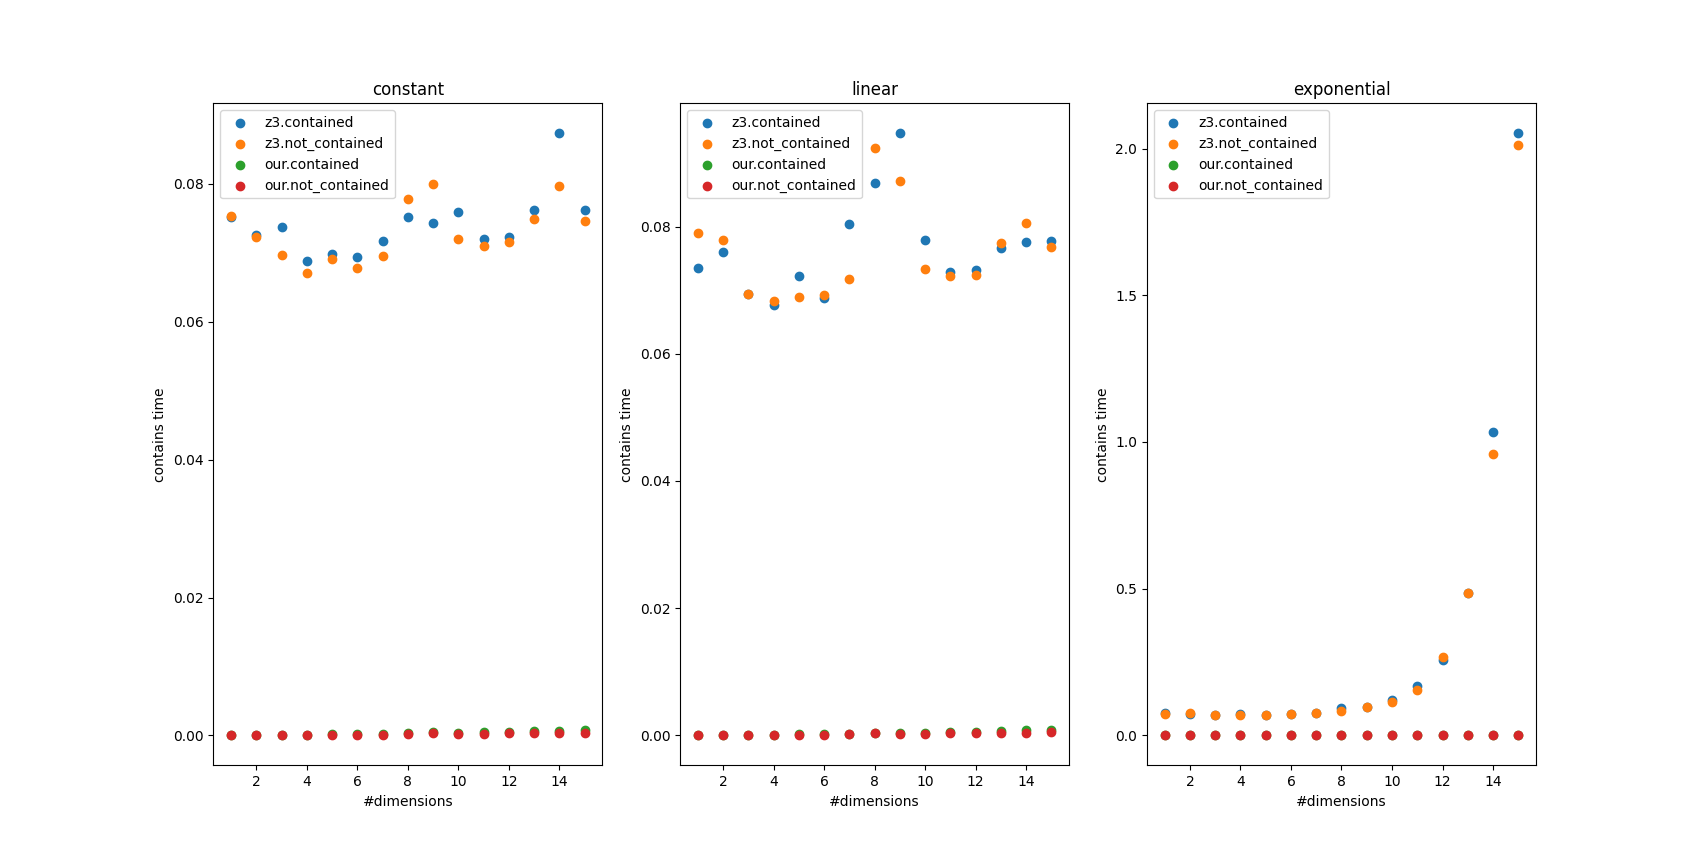 constant
z3.contained
z3.not_contained
our.contained
our.not_contained
0.08
0.06
0.04
0.02
0.00
contains time
2 4 6 8 10 12 14
#dimensions
linear
z3.contained
z3.not_contained
our.contained
our.not_contained
0.08
0.06
0.04
0.02
0.00
contains time
2 4 6 8 10 12 14
#dimensions
exponential
z3.contained
z3.not_contained
our.contained
our.not_contained
2.0
1.5
1.0
0.5
0.0
contains time
2 4 6 8 10 12 14
#dimensions